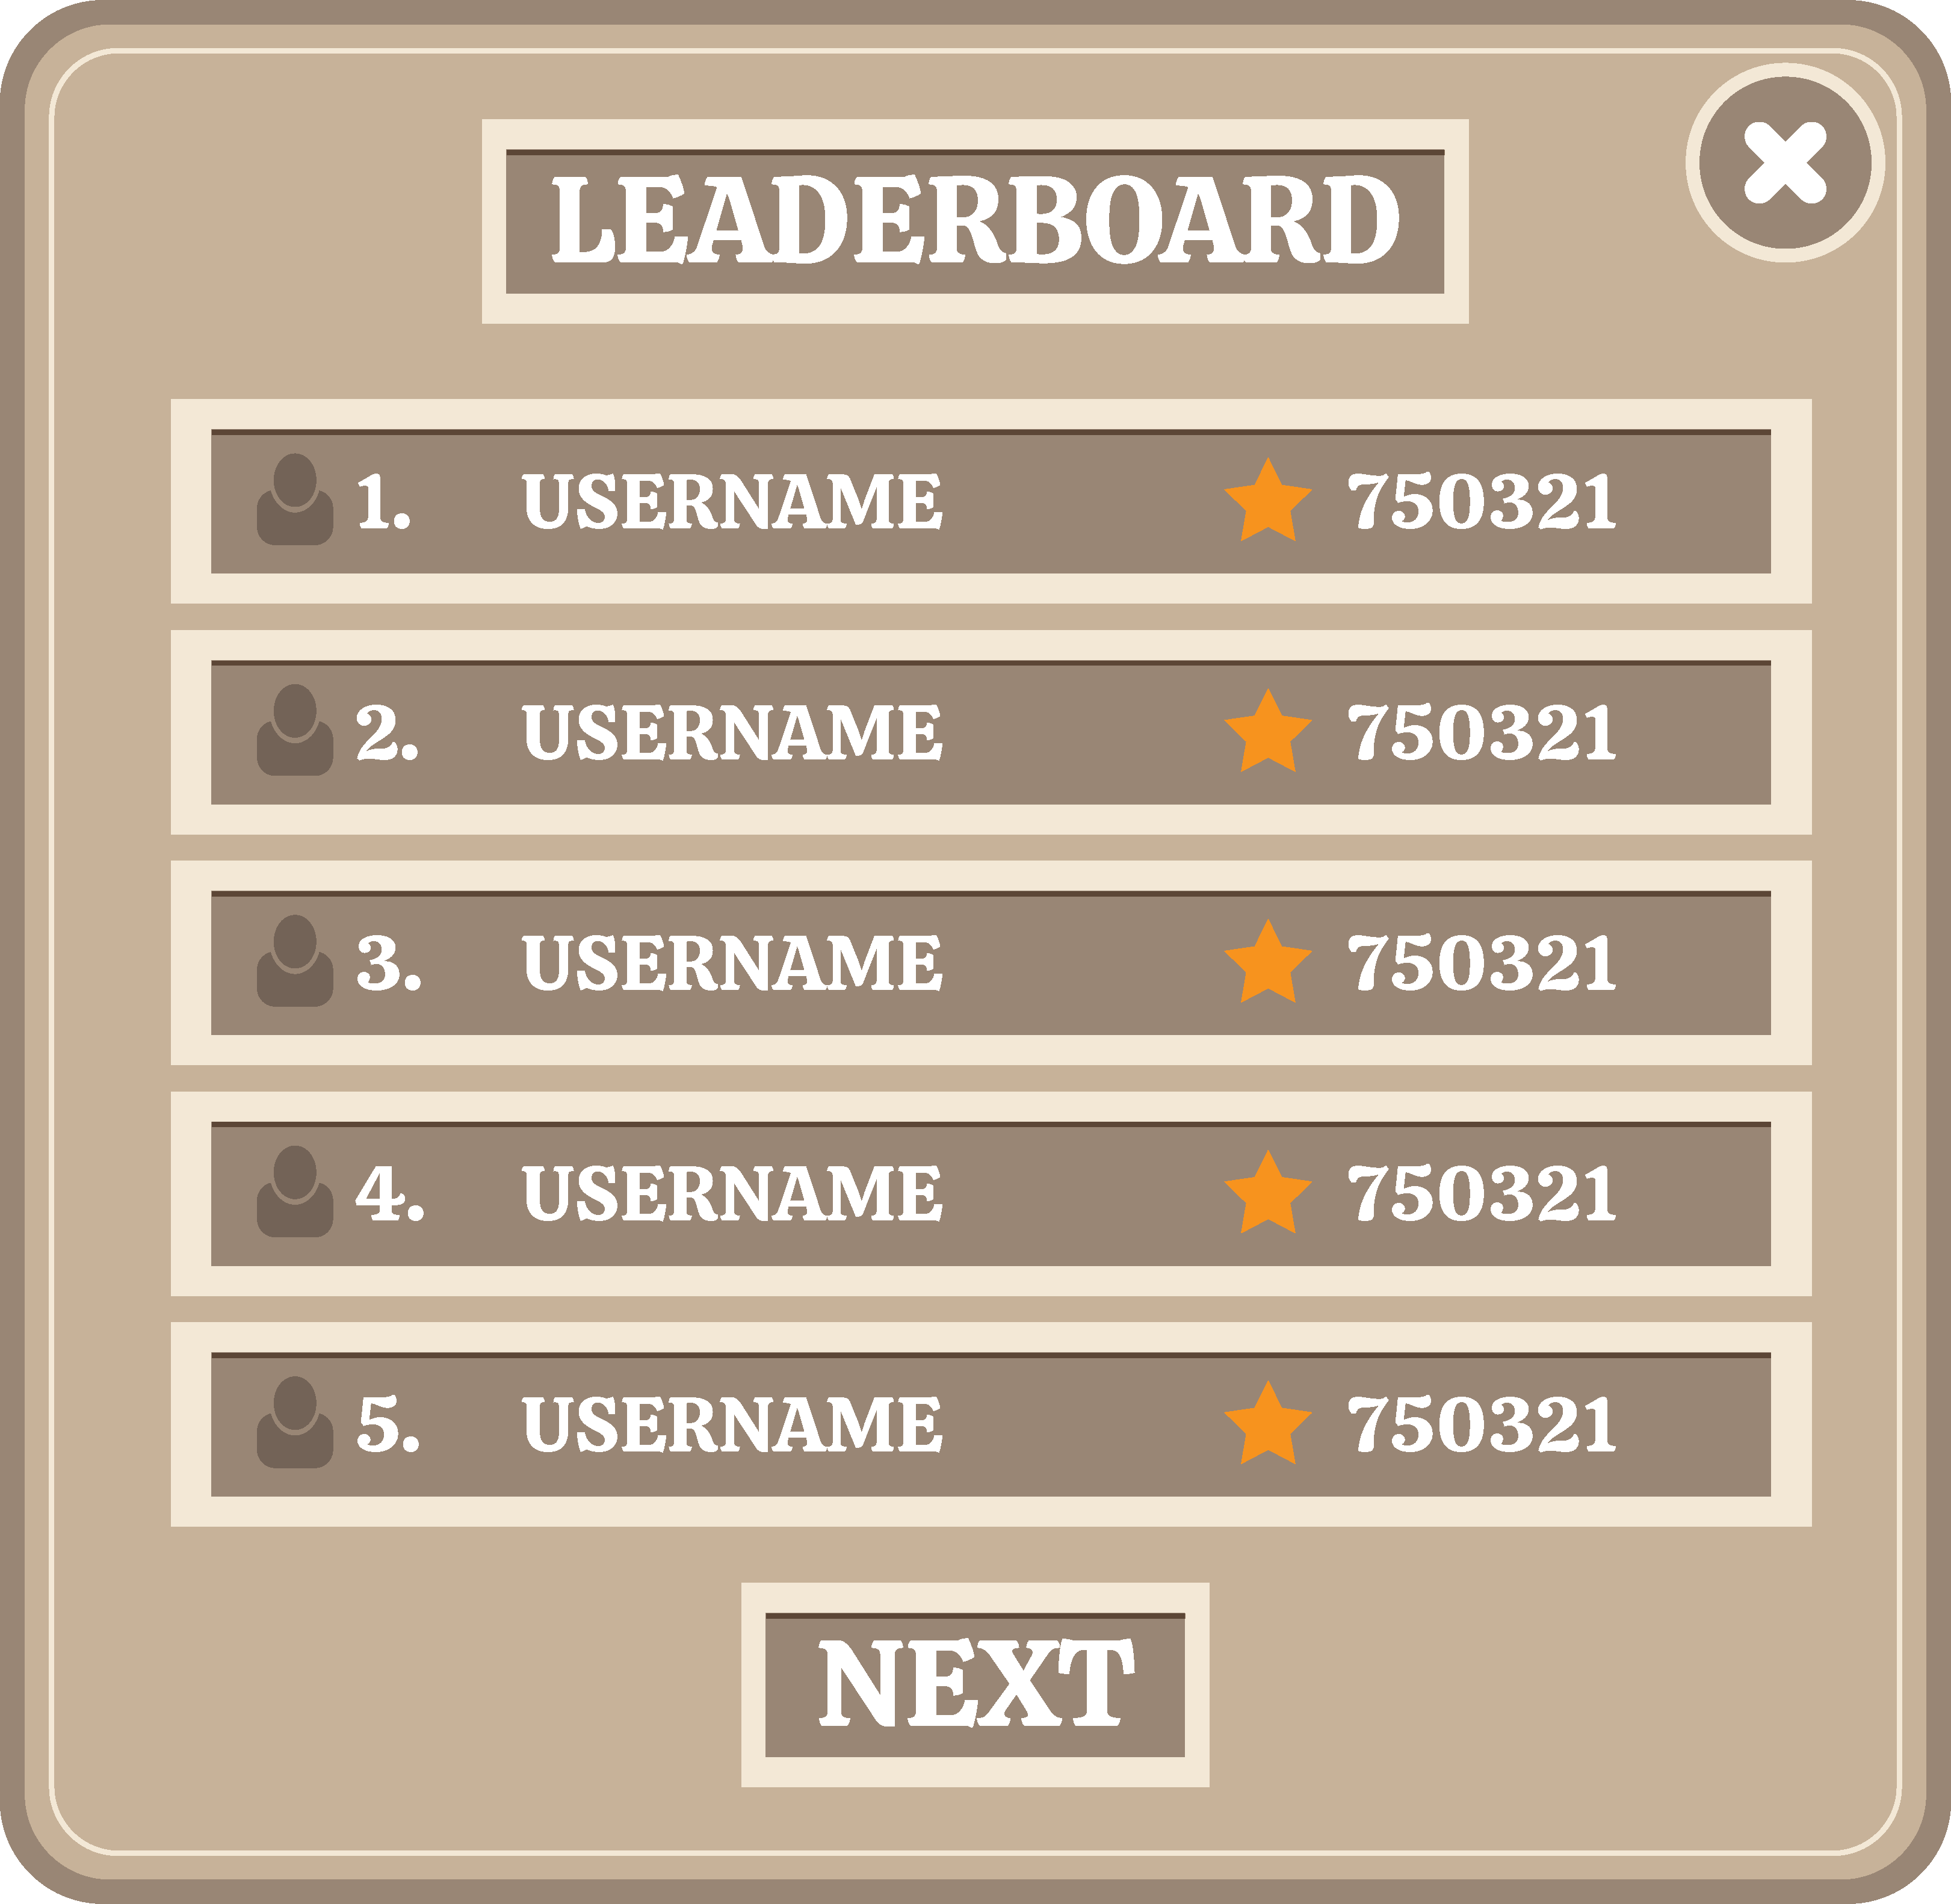 LEADERBOARD
1. USERNAME 750321
2. USERNAME 750321
3. USERNAME 750321
4. USERNAME 750321
5. USERNAME 750321
NEXT